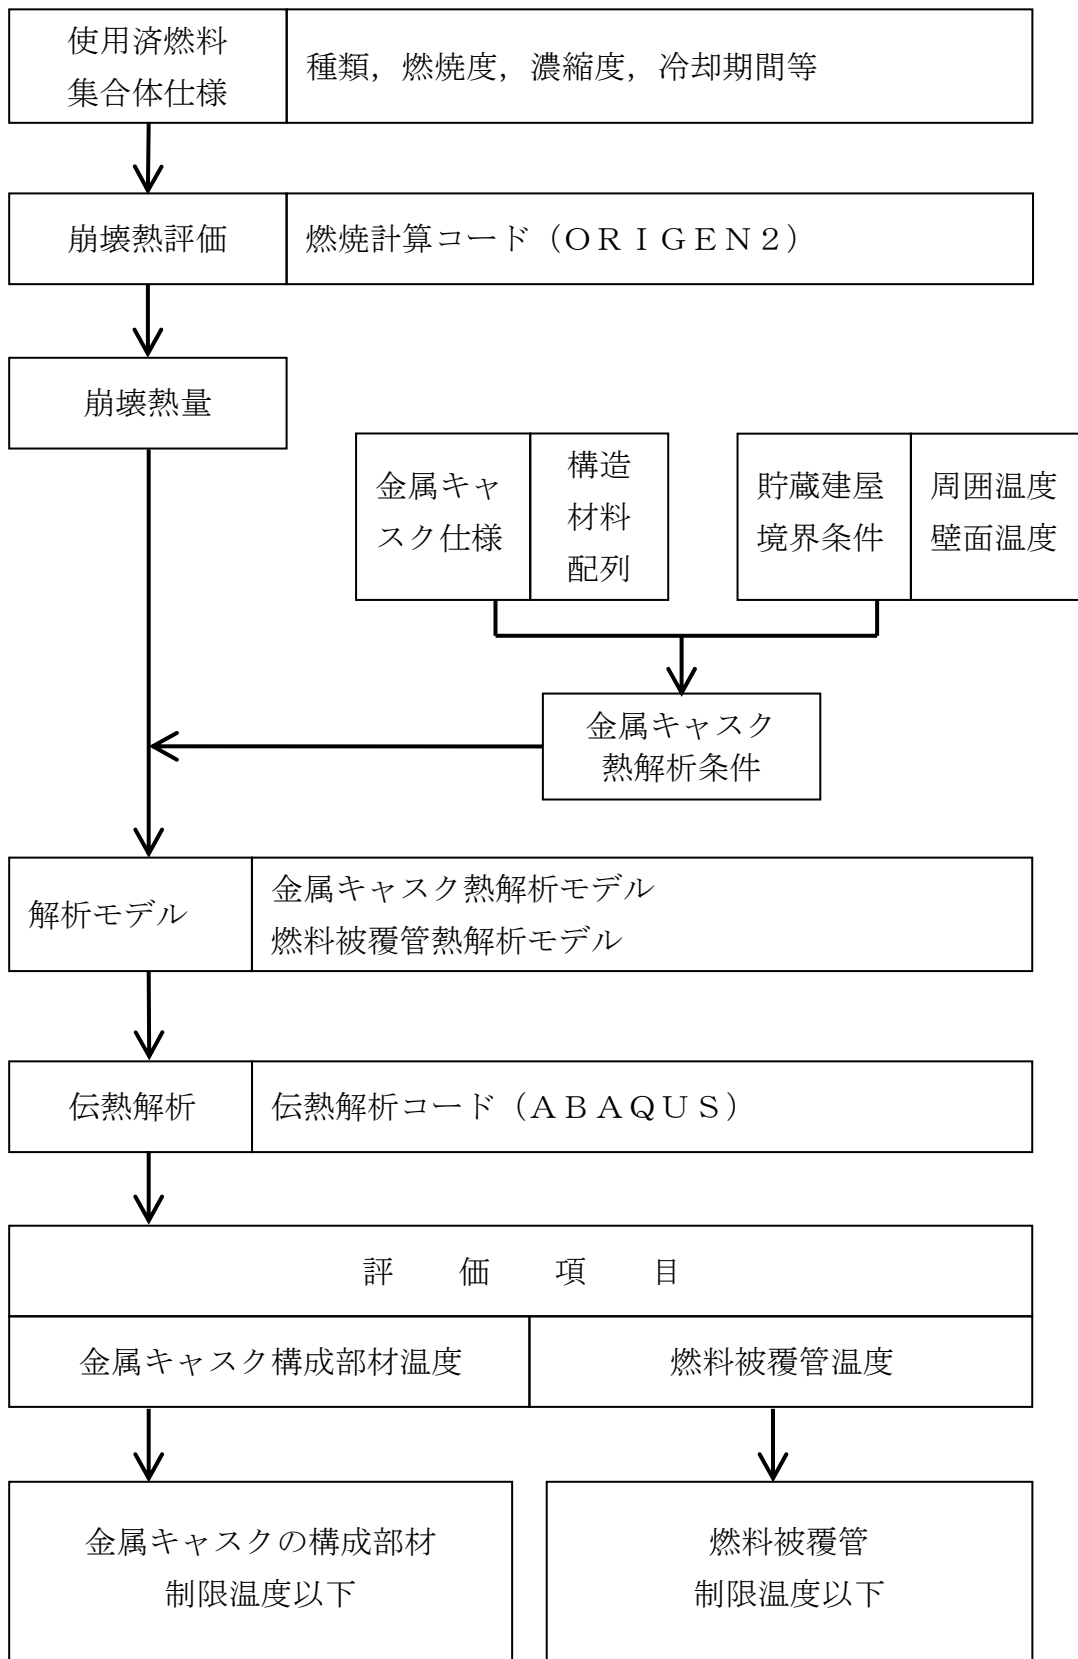 使用済燃料
集合体仕様
種類，燃焼度，濃縮度，冷却期間等
崩壊熱評価
燃焼計算コード（ＯＲＩＧＥＮ２）
崩壊熱量
金属キャ
スク仕様
構造
材料
配列
貯蔵建屋
境界条件
周囲温度
壁面温度
金属キャスク
熱解析条件
解析モデル
金属キャスク熱解析モデル
燃料被覆管熱解析モデル
伝熱解析
伝熱解析コード（ＡＢＡＱＵＳ）
評　価　項　目
金属キャスク構成部材温度
燃料被覆管温度
金属キャスクの構成部材
制限温度以下
燃料被覆管
制限温度以下